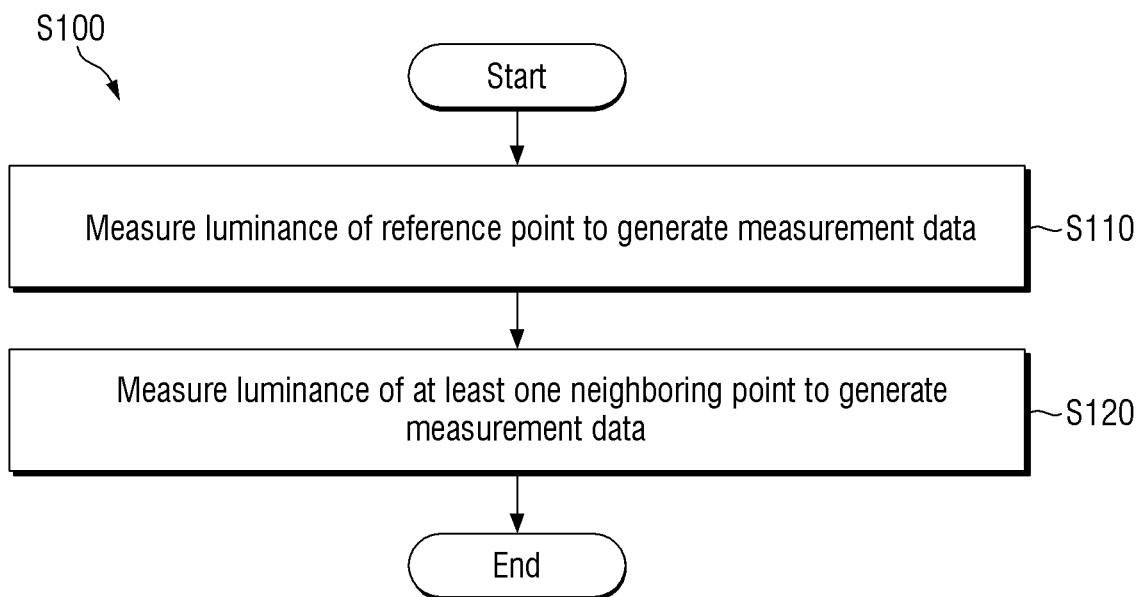 S100
Start
Measure luminance of reference point to generate measurement data
S110
Measure luminance of at least one neighboring point to generate
measurement data
S120
End